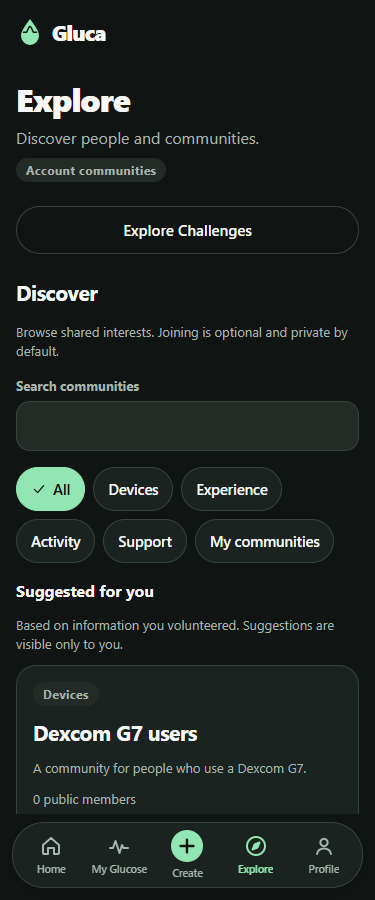 Gluca
Explore
Discover people and communities.
Account communities
Explore Challenges
Discover
Browse shared interests. Joining is optional and private by
default.
Search communities
All
Devices
Experience
Activity
Support
My communities
Suggested for you
Based on information you volunteered. Suggestions are
visible only to you.
Devices
Dexcom G7 users
A community for people who use a Dexcom G7.
0 public members
Home
My Glucose
Create
Explore
Profile